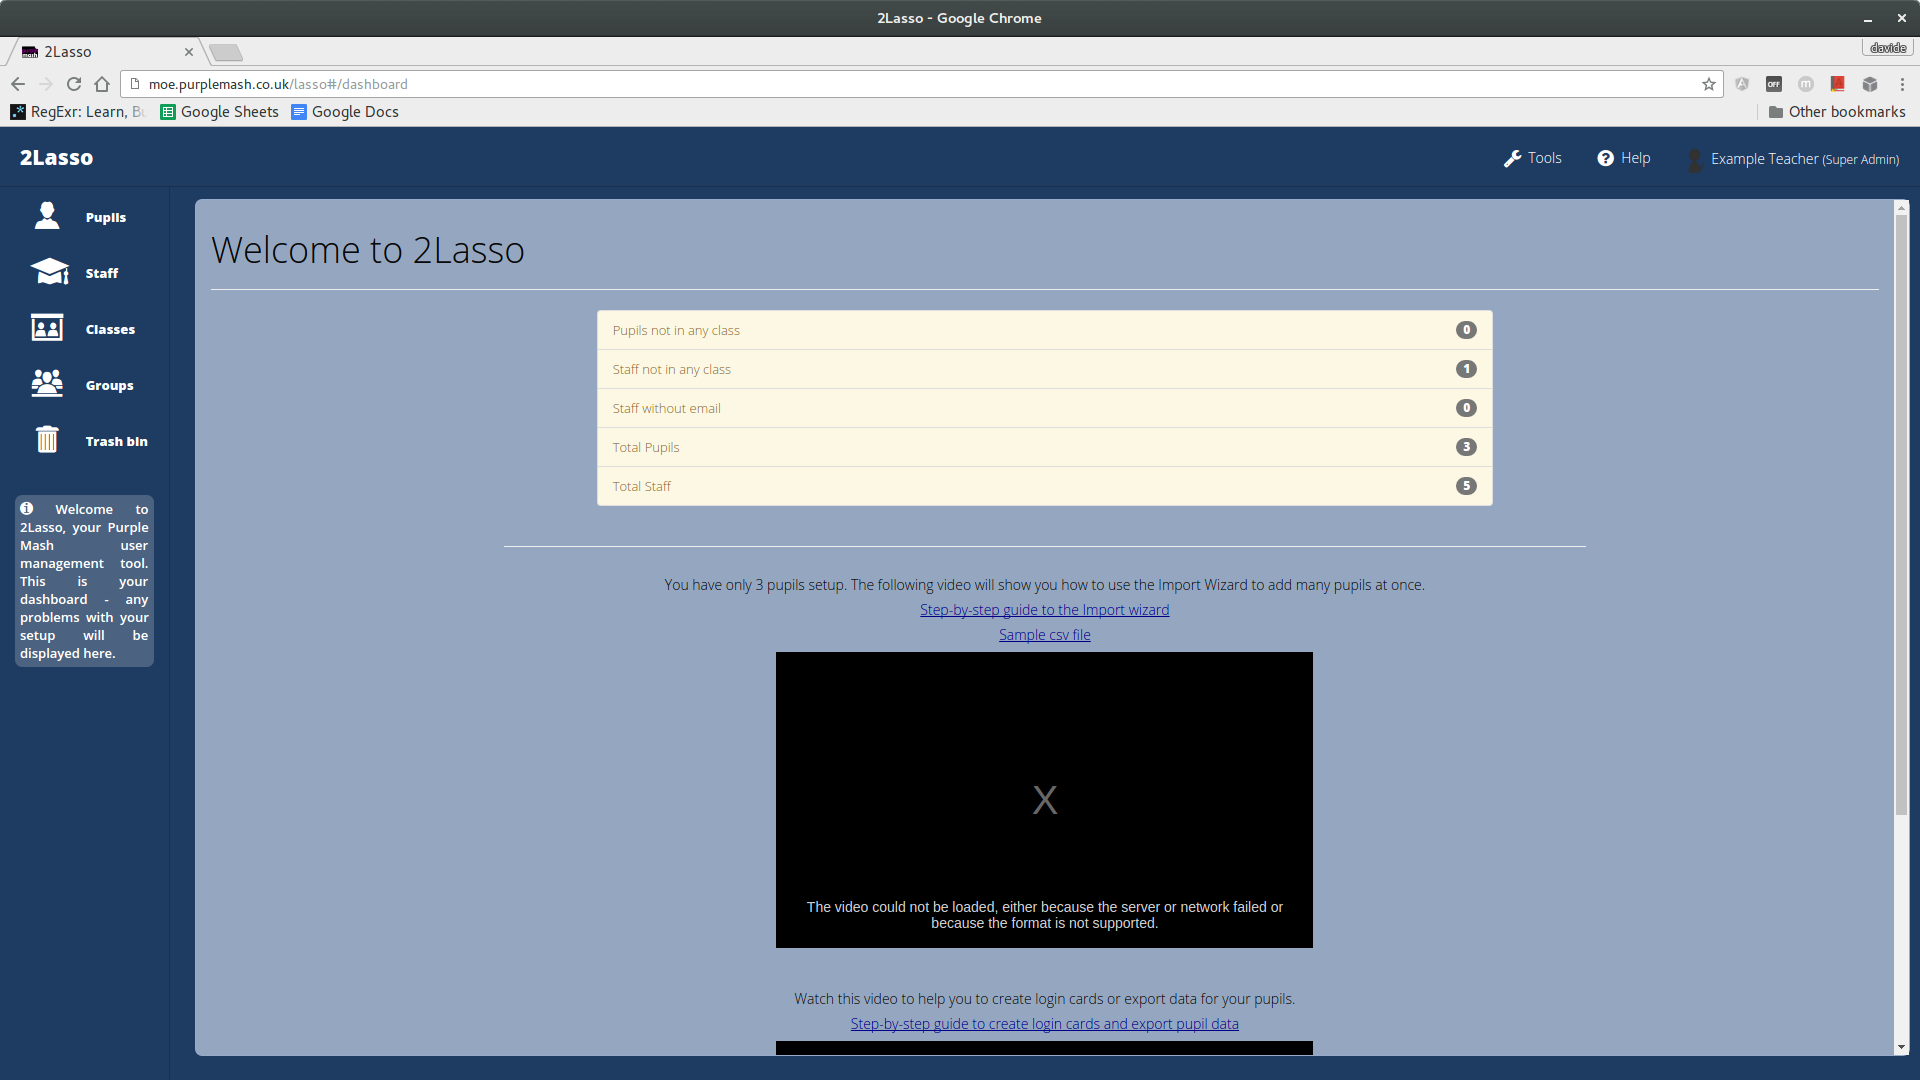 2Lasso - Google Chrome
2Lasso
davide
moe.purplemash.co.uk/lasso#/dashboard
OFF
RegExr: Learn, Bu
Google Sheets
Google Docs
Other bookmarks
2Lasso
Tools
Help
Example Teacher (Super Admin)
Pupils
Staff
Classes
Groups
Trash bin
Welcome to
2Lasso, your Purple
Mash user
management tool.
This is your
dashboard - any
problems with your
setup will be
displayed here.
Welcome to 2Lasso
Pupils not in any class 0
Staff not in any class 1
Staff without email 0
Total Pupils 3
Total Staff 5
You have only 3 pupils setup. The following video will show you how to use the Import Wizard to add many pupils at once.
Step-by-step guide to the Import wizard
Sample csv file
X
The video could not be loaded, either because the server or network failed or
because the format is not supported.
Watch this video to help you to create login cards or export data for your pupils.
Step-by-step guide to create login cards and export pupil data